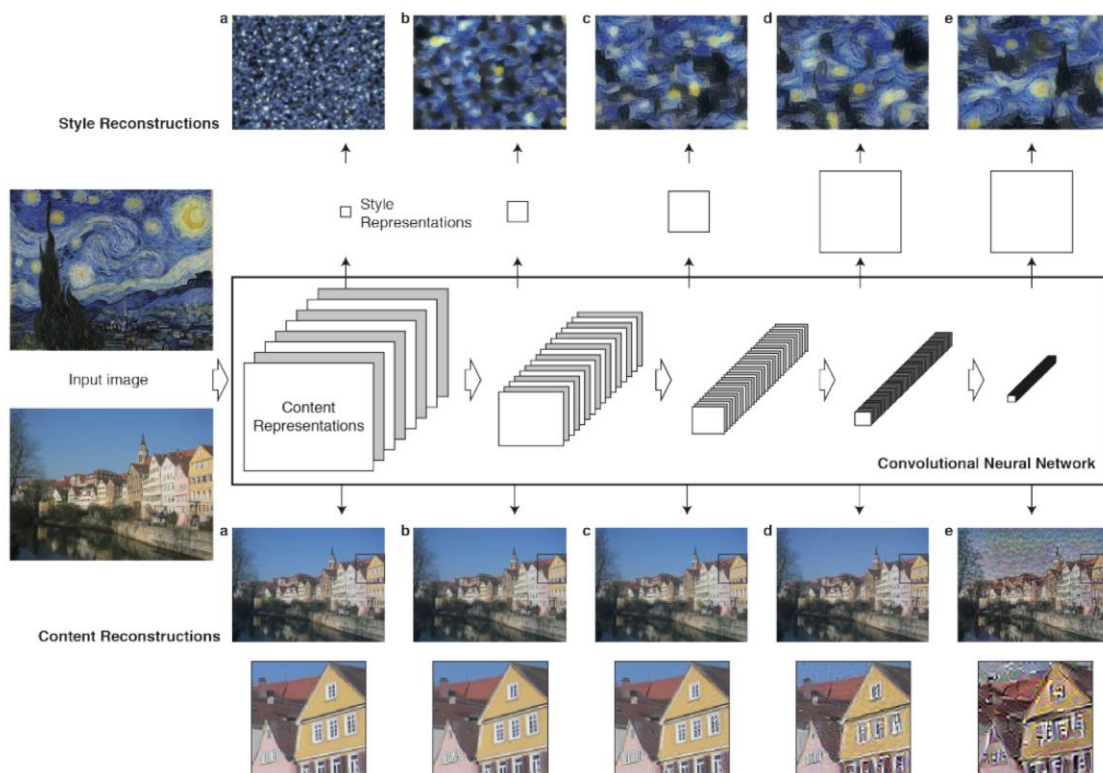 a
b
c
d
e
Style Reconstructions
Style
Representations
Input image
Content
Representations
Convolutional Neural Network
a
b
c
d
e
Content Reconstructions